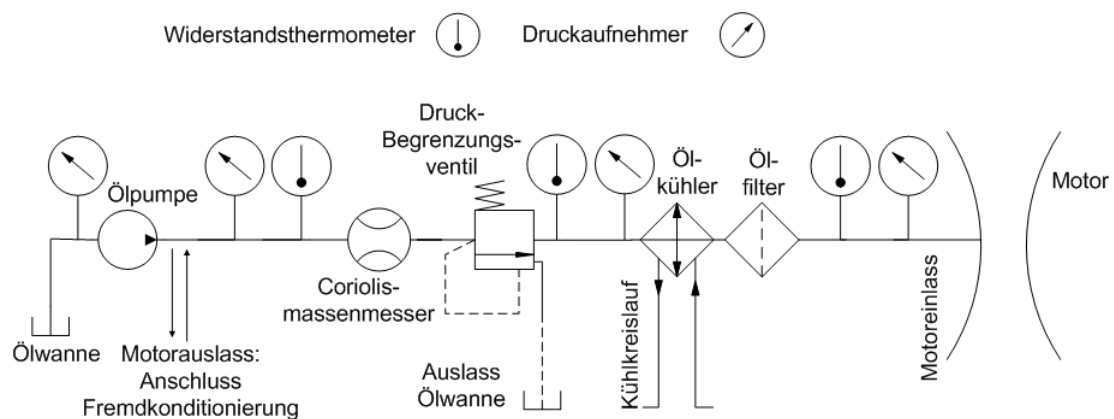 Widerstandsthermometer
Druckaufnehmer
Druck-
Begrenzungs-
ventil
Öl-
kühler
Öl-
filter
Motor
Ölpumpe
Coriolis-
massenmesser
Kühlkreislauf
Motoreinlass
Ölwanne
Motorauslass:
Anschluss
Fremdkonditionierung
Auslass
Ölwanne